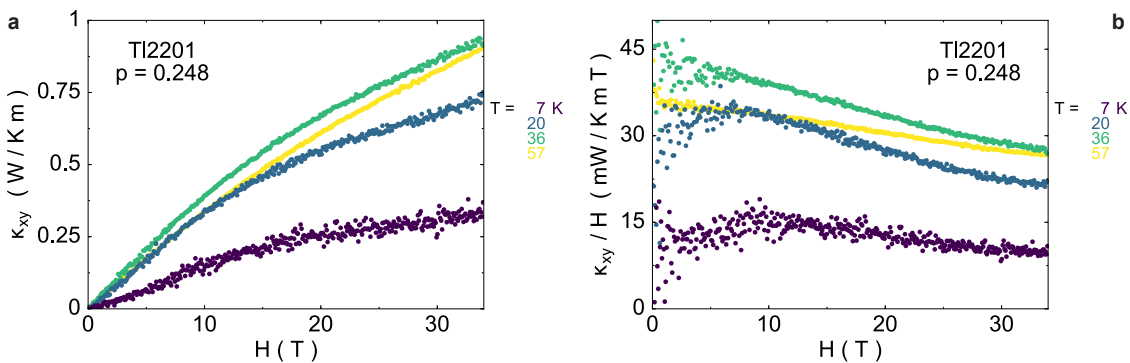 a
Tl2201
p = 0.248
κxy ( W / K m )
1
0.75
0.5
0.25
0
0 10 20 30
H ( T )
T = 7 K
20
36
57
b
Tl2201
p = 0.248
κxy / H ( mW / K m T )
45
30
15
0
0 10 20 30
H ( T )
T = 7 K
20
36
57